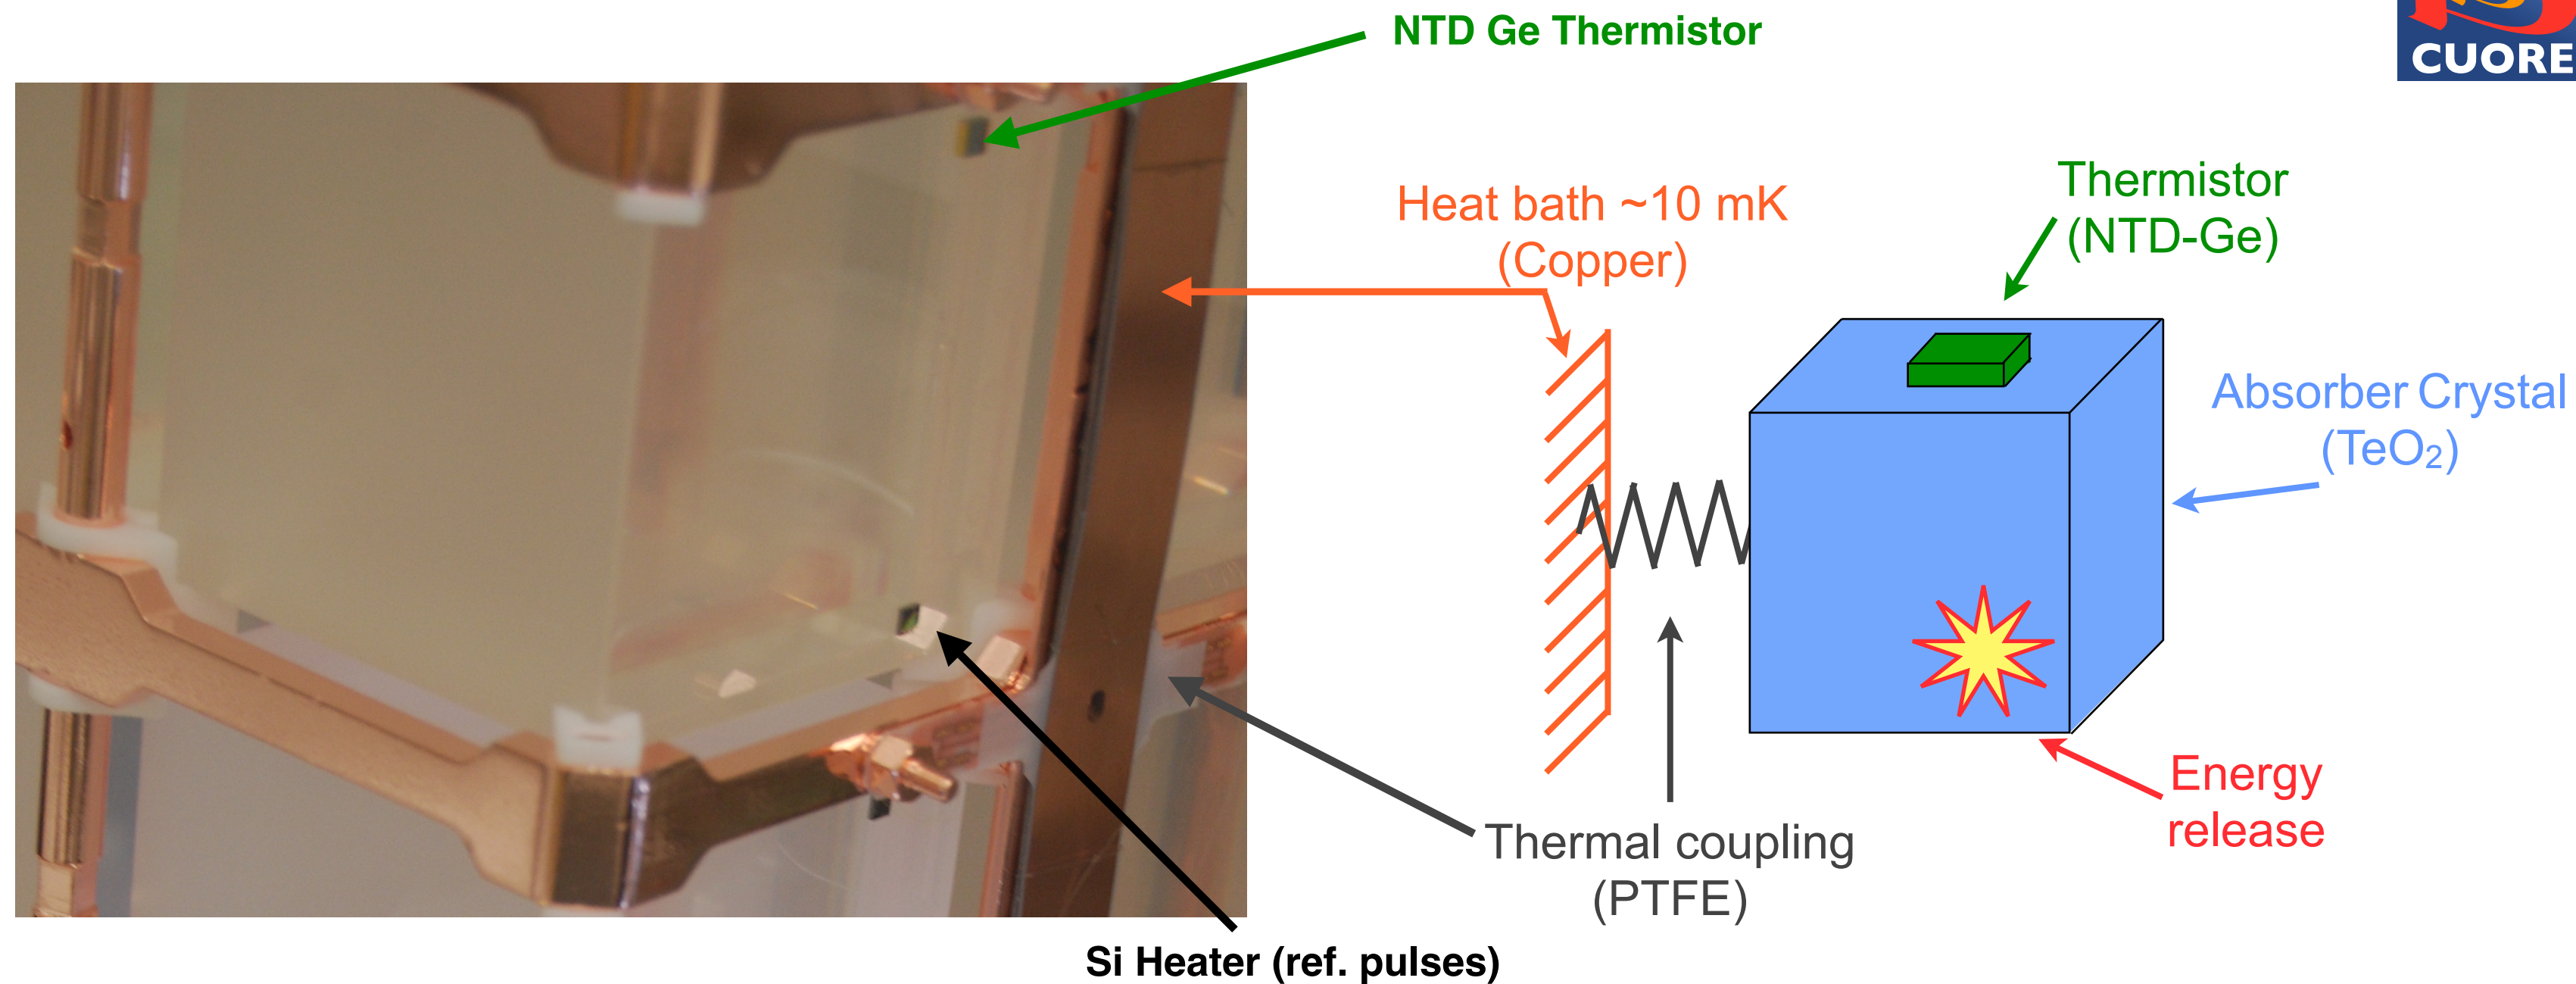 NTD Ge Thermistor
CUORE
Heat bath ~10 mK
(Copper)
Thermistor
(NTD-Ge)
Absorber Crystal
(TeO₂)
Energy
release
Thermal coupling
(PTFE)
Si Heater (ref. pulses)